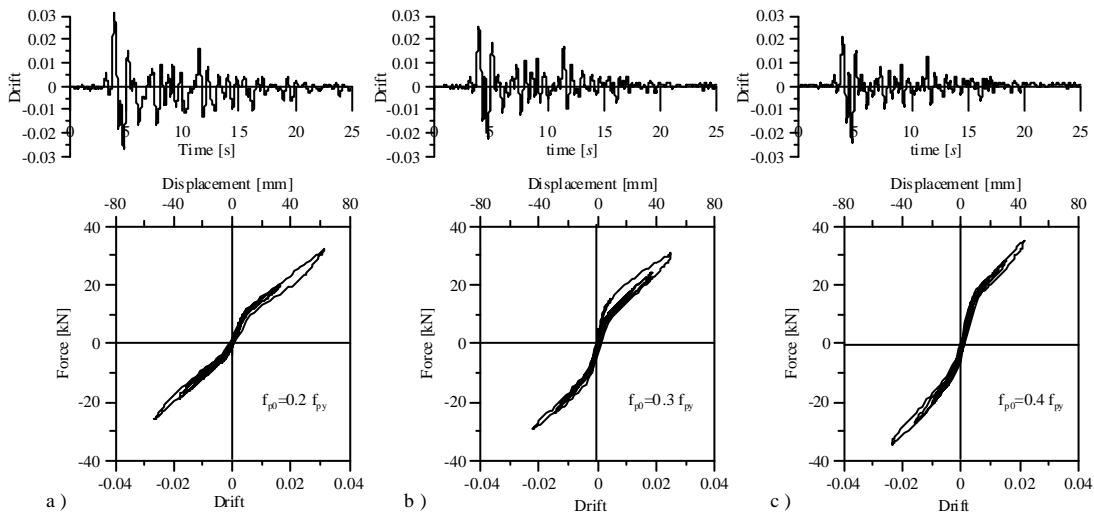 0.03
0.02
0.01
0
-0.01
-0.02
-0.03
Drift
0 5 10 15 20 25
Time [s]
0.03
0.02
0.01
0
-0.01
-0.02
-0.03
Drift
0 5 10 15 20 25
time [s]
0.03
0.02
0.01
0
-0.01
-0.02
-0.03
Drift
0 5 10 15 20 25
time [s]
Displacement [mm]
-80 -40 0 40 80
40
20
0
-20
-40
Force [kN]
f_p0=0.2 f_py
-0.04 -0.02 0 0.02 0.04
Drift
a )
Displacement [mm]
-80 -40 0 40 80
40
20
0
-20
-40
Force [kN]
f_p0=0.3 f_py
-0.04 -0.02 0 0.02 0.04
Drift
b )
Displacement [mm]
-80 -40 0 40 80
40
20
0
-20
-40
Force [kN]
f_p0=0.4 f_py
-0.04 -0.02 0 0.02 0.04
Drift
c )